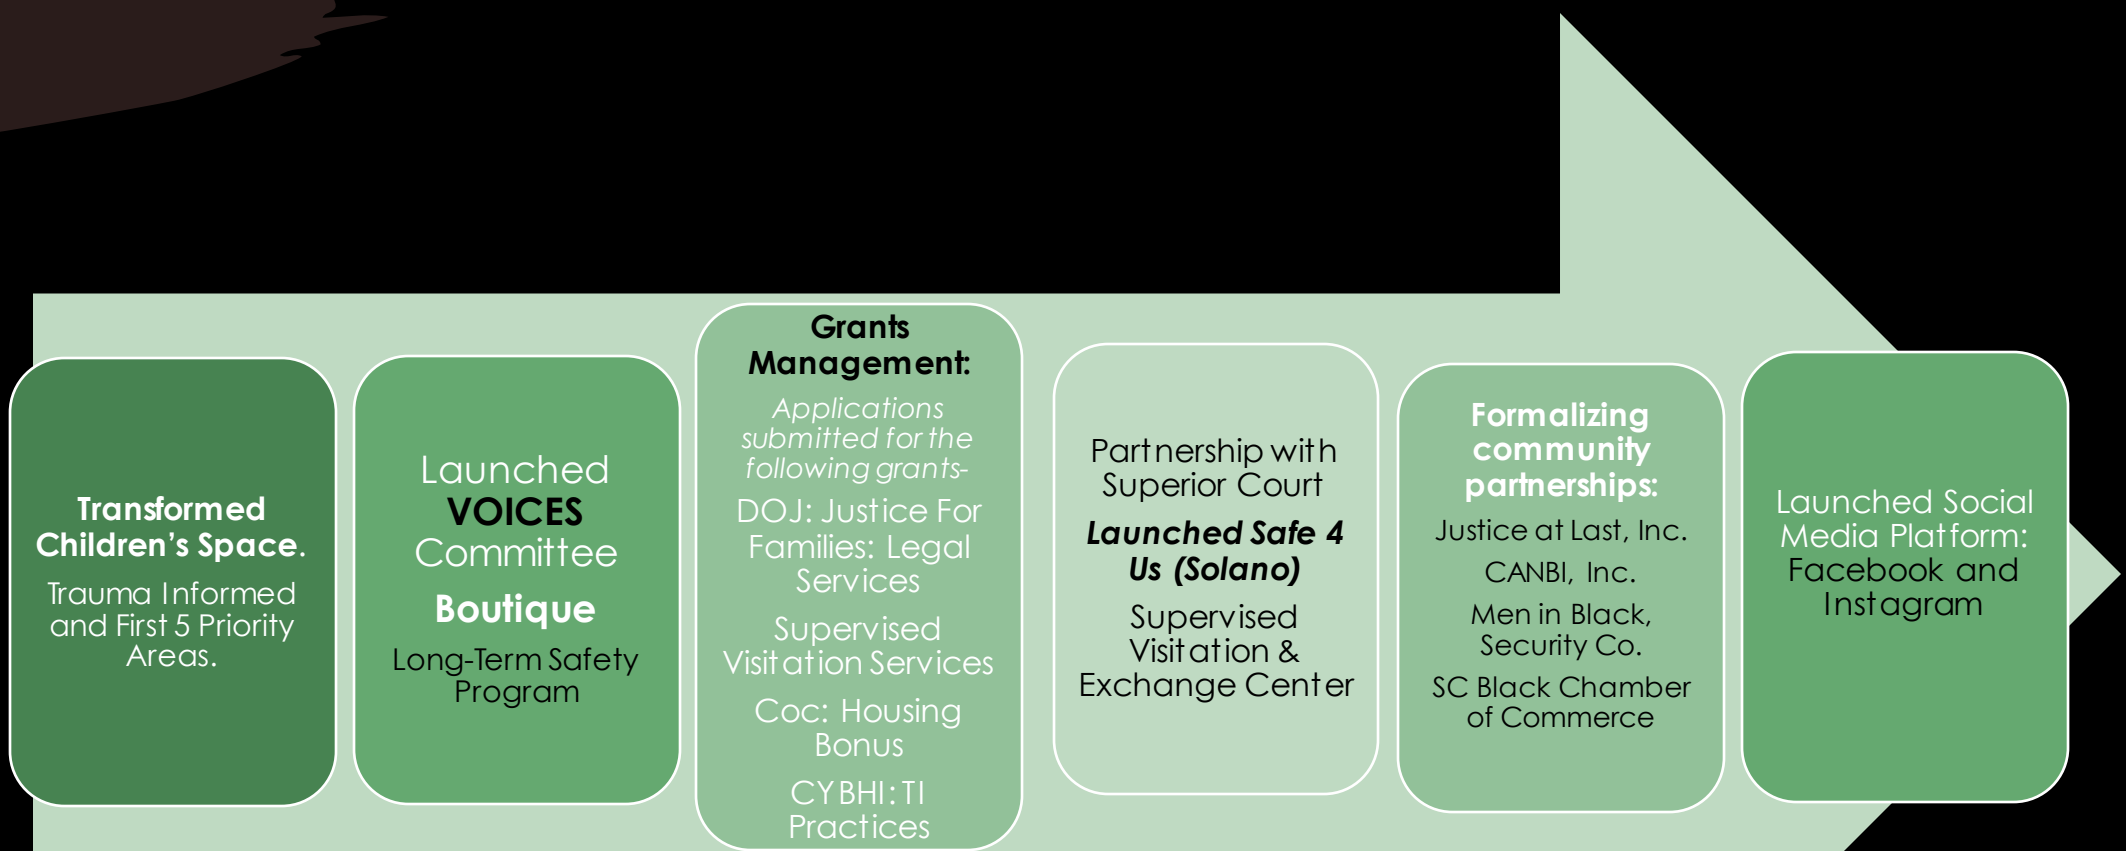 Transformed
Children’s Space.
Trauma Informed
and First 5 Priority
Areas.
Launched
VOICES
Committee
Boutique
Long-Term Safety
Program
Grants
Management:
Applications
submitted for the
following grants-
DOJ: Justice For
Families: Legal
Services
Supervised
Visitation Services
Coc: Housing
Bonus
CYBHI: TI
Practices
Partnership with
Superior Court
Launched Safe 4
Us (Solano)
Supervised
Visitation &
Exchange Center
Formalizing
community
partnerships:
Justice at Last, Inc.
CANBI, Inc.
Men in Black,
Security Co.
SC Black Chamber
of Commerce
Launched Social
Media Platform:
Facebook and
Instagram